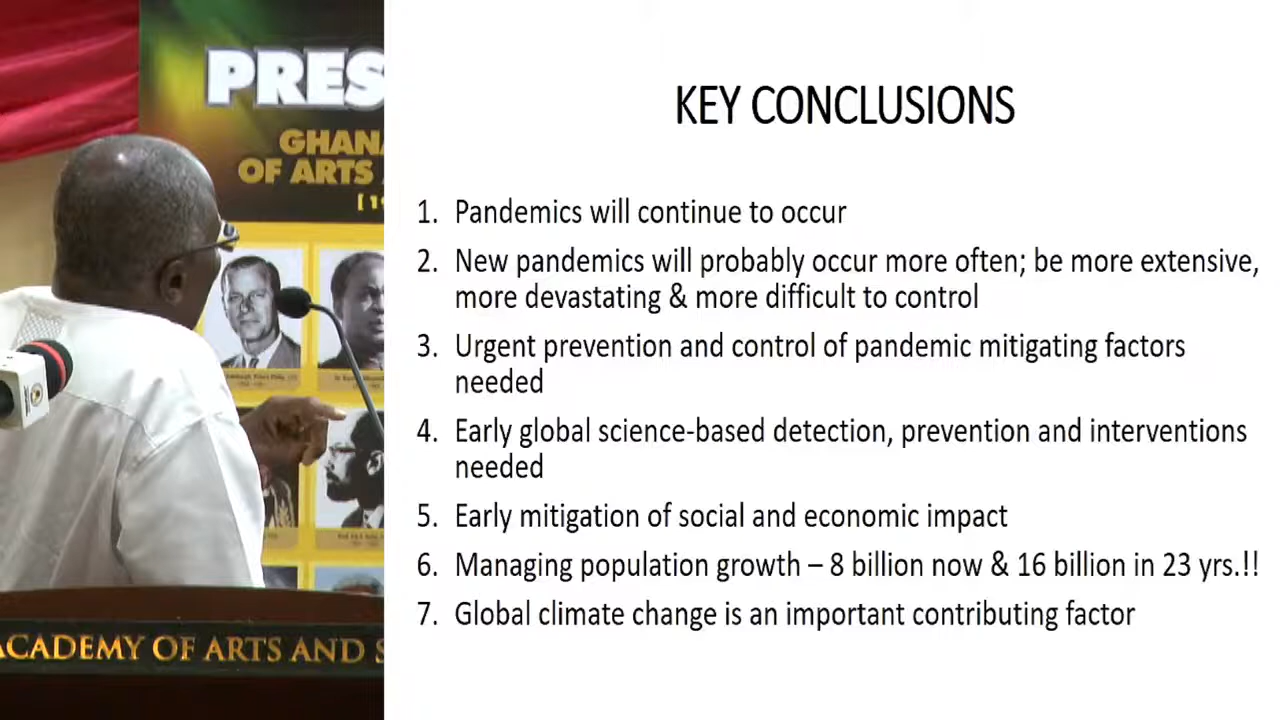 PRES
GHANA
OF ARTS
[19
KEY CONCLUSIONS
1. Pandemics will continue to occur
2. New pandemics will probably occur more often; be more extensive,
more devastating & more difficult to control
3. Urgent prevention and control of pandemic mitigating factors
needed
4. Early global science-based detection, prevention and interventions
needed
5. Early mitigation of social and economic impact
6. Managing population growth – 8 billion now & 16 billion in 23 yrs.!!
7. Global climate change is an important contributing factor
ACADEMY OF ARTS AND S